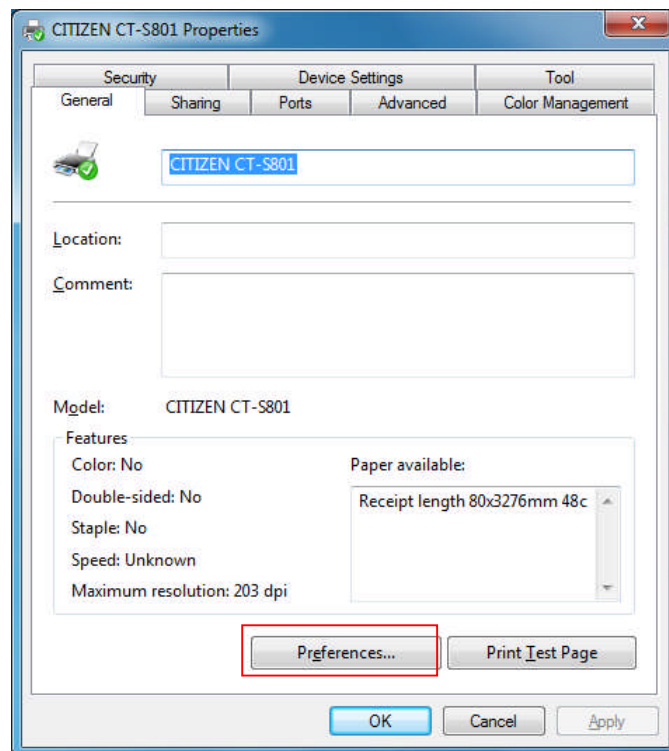 CITIZEN CT-S801 Properties
Security Device Settings Tool
General Sharing Ports Advanced Color Management
CITIZEN CT-S801
Location:
Comment:
Model: CITIZEN CT-S801
Features
Color: No Paper available:
Double-sided: No Receipt length 80x3276mm 48c
Staple: No
Speed: Unknown
Maximum resolution: 203 dpi
Preferences... Print Test Page
OK Cancel Apply